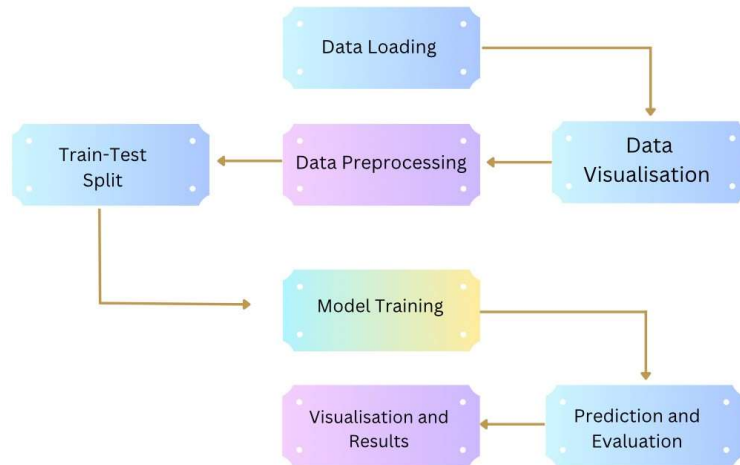 Data Loading
Data
Visualisation
Data Preprocessing
Train-Test
Split
Model Training
Prediction and
Evaluation
Visualisation and
Results